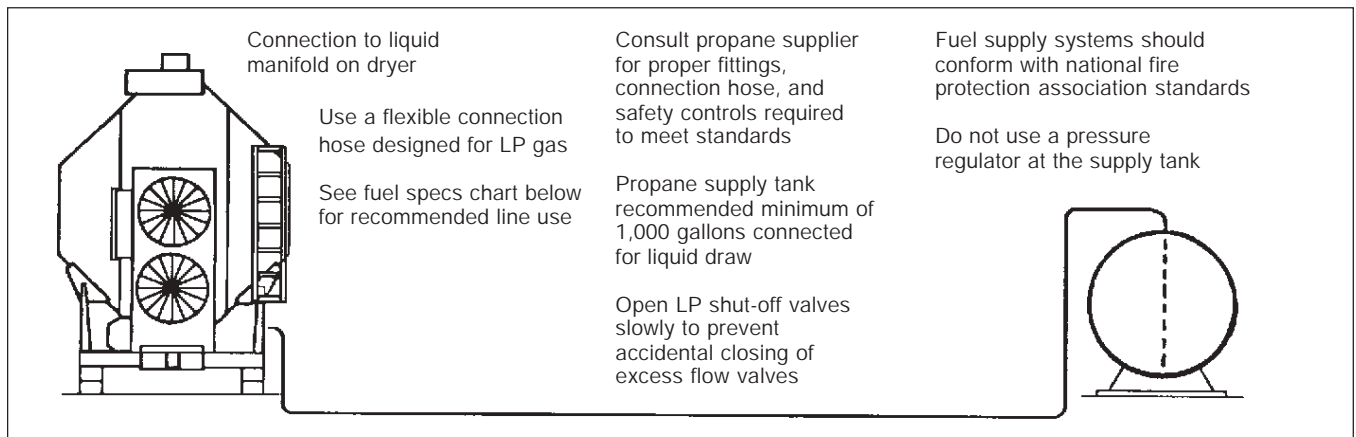 Connection to liquid
manifold on dryer
Use a flexible connection
hose designed for LP gas
See fuel specs chart below
for recommended line use
Consult propane supplier
for proper fittings,
connection hose, and
safety controls required
to meet standards
Propane supply tank
recommended minimum of
1,000 gallons connected
for liquid draw
Open LP shut-off valves
slowly to prevent
accidental closing of
excess flow valves
Fuel supply systems should
conform with national fire
protection association standards
Do not use a pressure
regulator at the supply tank